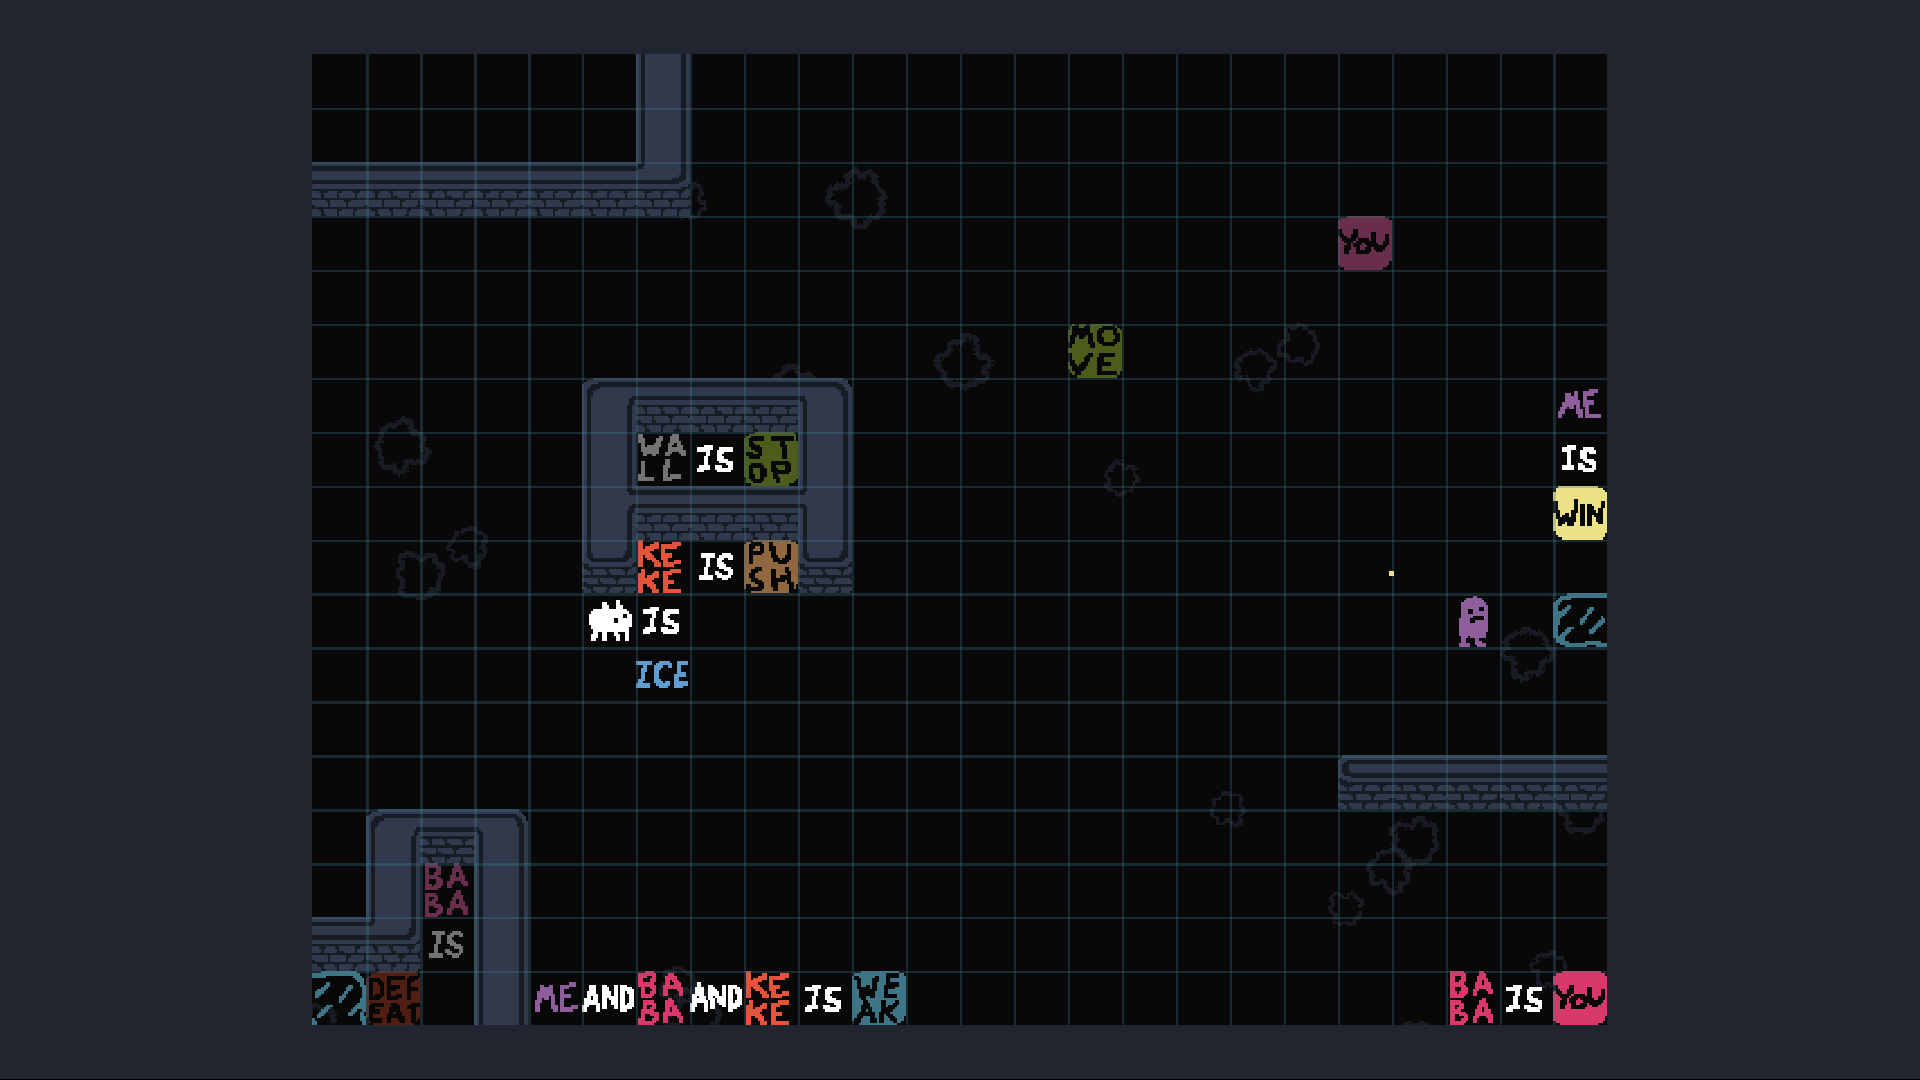 YOU
MOVE
ME
WALL IS STOP
IS
WIN
KEKE IS PUSH
IS
ICE
BABA
IS
DEFEAT
ME AND BABA AND KEKE IS WEAK
BABA IS YOU